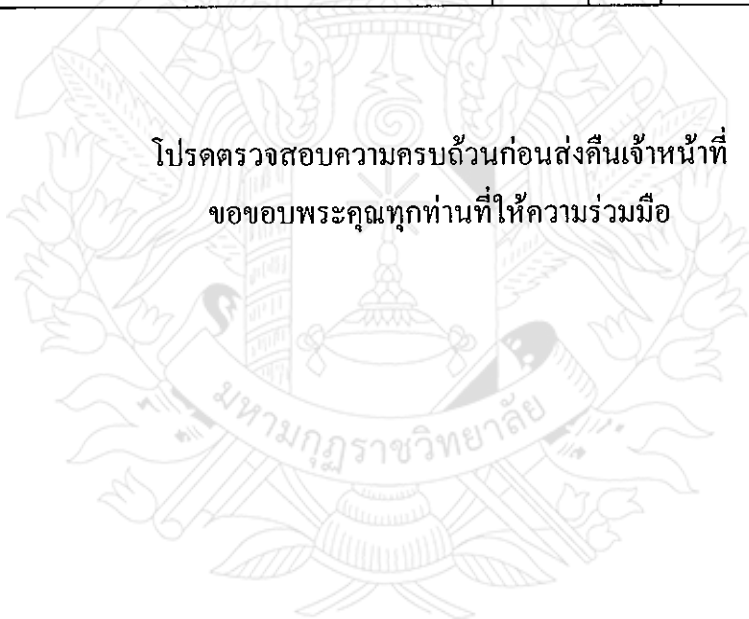 โปรดตรวจสอบความครบถ้วนก่อนส่งคืนเจ้าหน้าที่
ขอขอบพระคุณทุกท่านที่ให้ความร่วมมือ
มหามกุฏราชวิทยาลัย